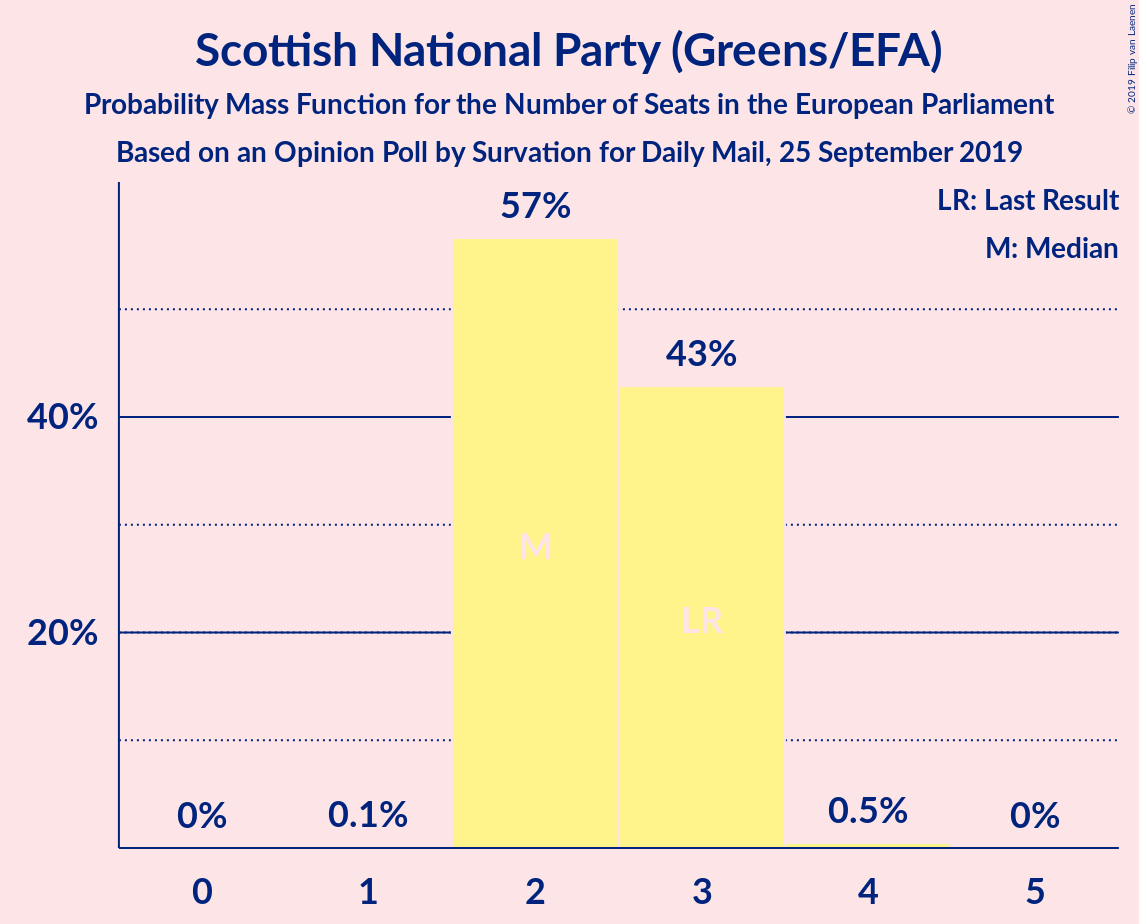 Scottish National Party (Greens/EFA)
Probability Mass Function for the Number of Seats in the European Parliament
Based on an Opinion Poll by Survation for Daily Mail, 25 September 2019
© 2019 Filip van Laenen
LR: Last Result
M: Median
57%
43%
40%
M
LR
20%
0%
0.1%
0.5%
0%
0
1
2
3
4
5